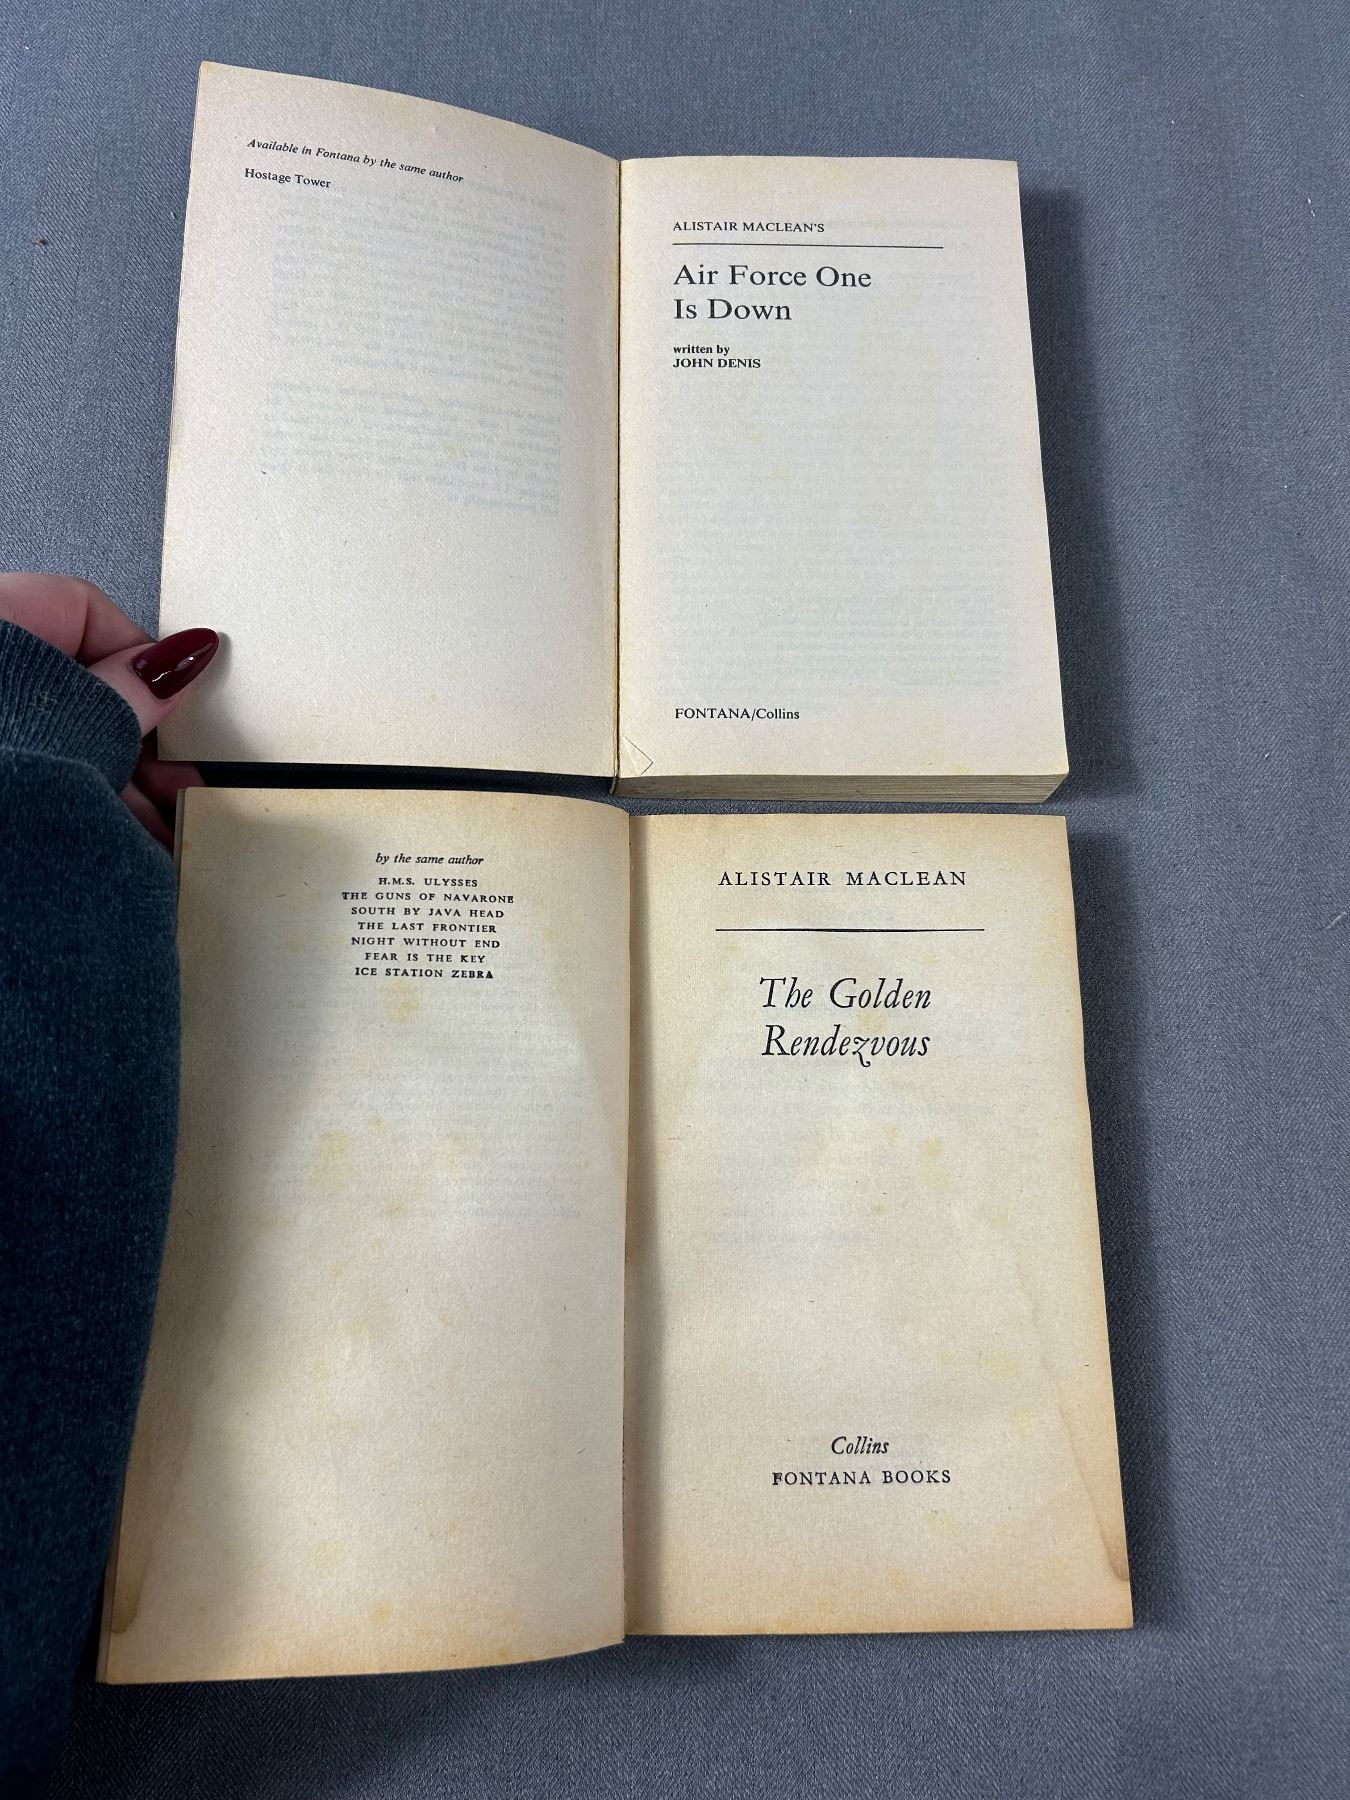 Available in Fontana by the same author
Hostage Tower
ALISTAIR MACLEAN'S
Air Force One
Is Down
written by
JOHN DENIS
FONTANA/Collins
by the same author
H.M.S. ULYSSES
THE GUNS OF NAVARONE
SOUTH BY JAVA HEAD
THE LAST FRONTIER
NIGHT WITHOUT END
FEAR IS THE KEY
ICE STATION ZEBRA
ALISTAIR MACLEAN
The Golden
Rendezvous
Collins
FONTANA BOOKS